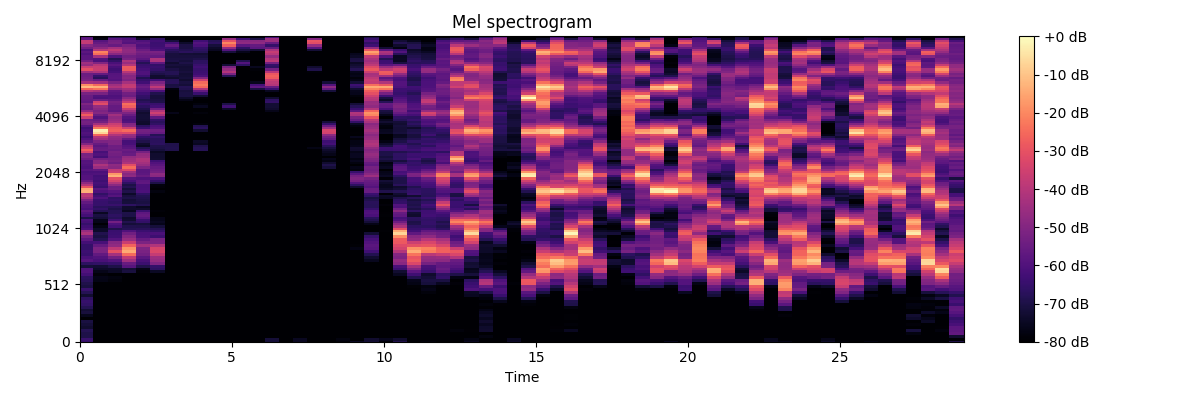 Mel spectrogram
Hz
8192
4096
2048
1024
512
0
0 5 10 15 20 25
Time
+0 dB
-10 dB
-20 dB
-30 dB
-40 dB
-50 dB
-60 dB
-70 dB
-80 dB